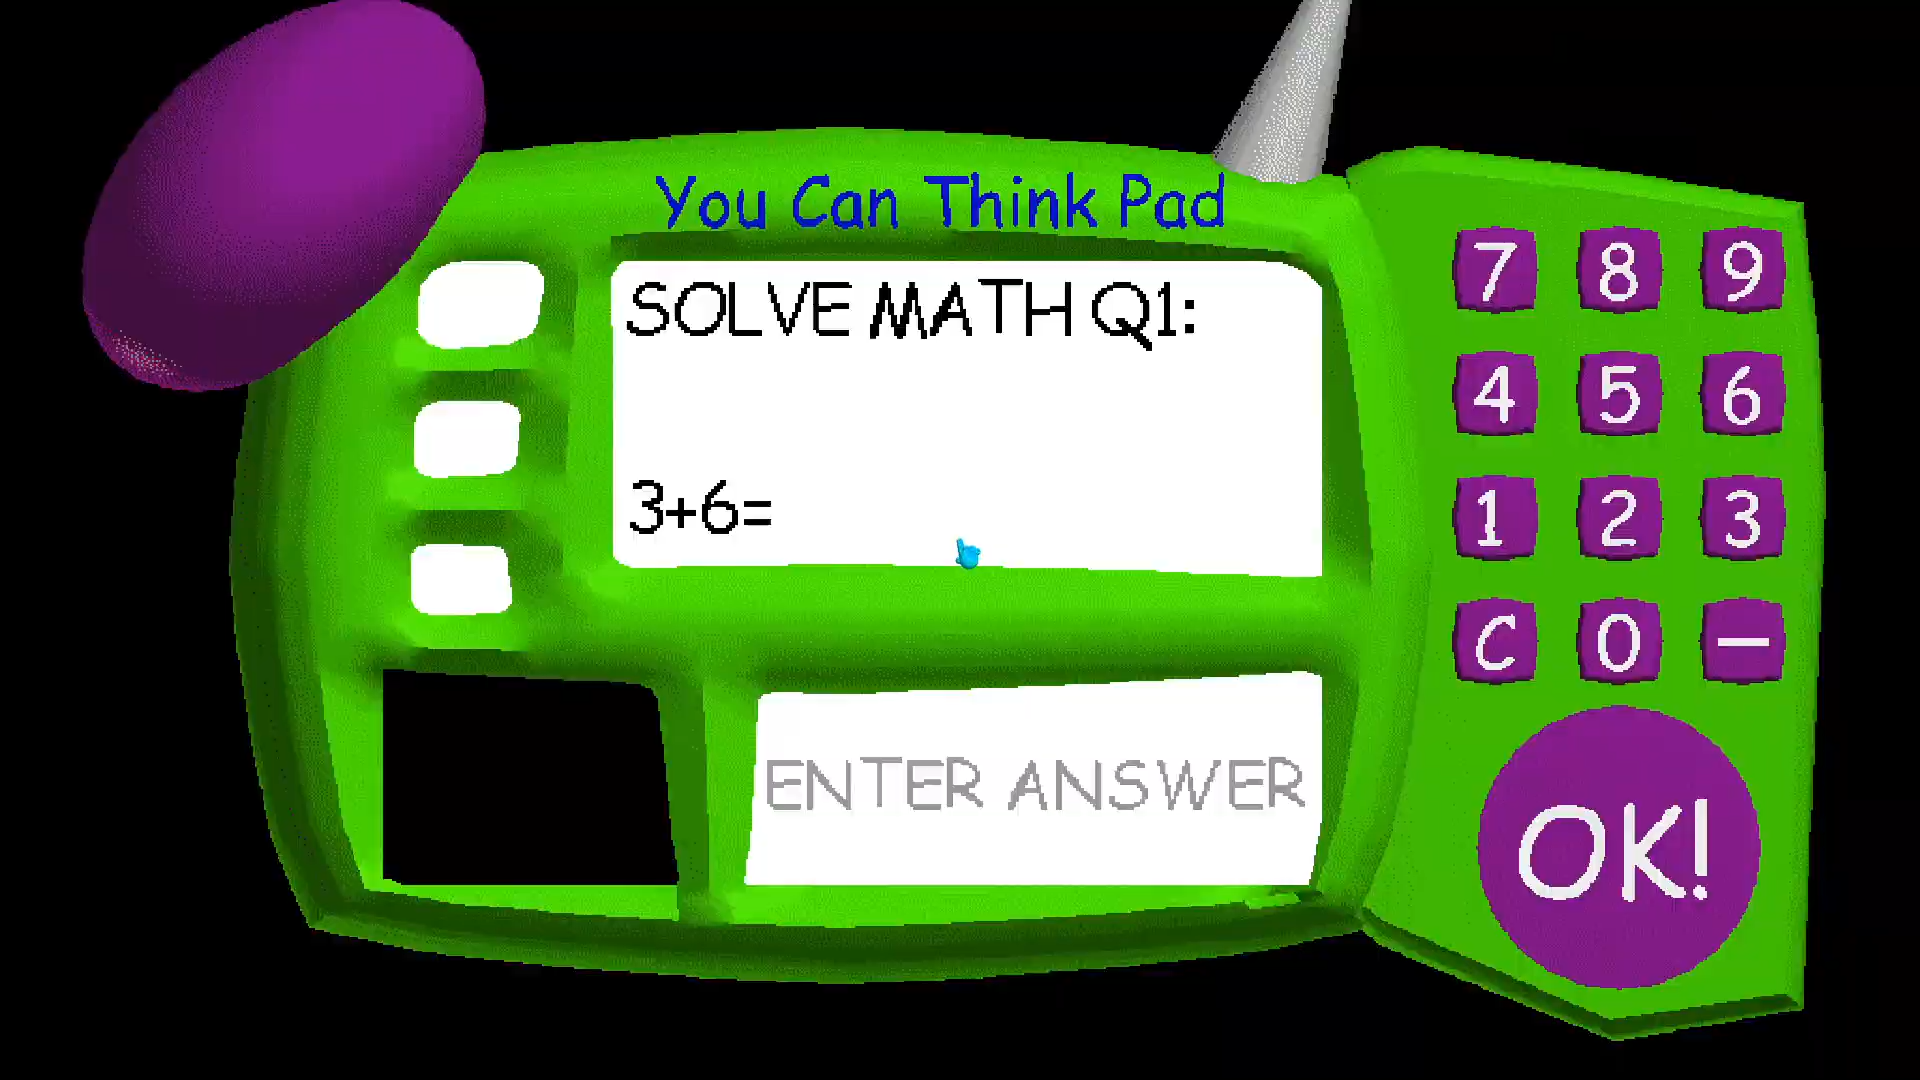 You Can Think Pad
SOLVE MATH Q1:
3+6=
ENTER ANSWER
7 8 9
4 5 6
1 2 3
C 0 –
OK!